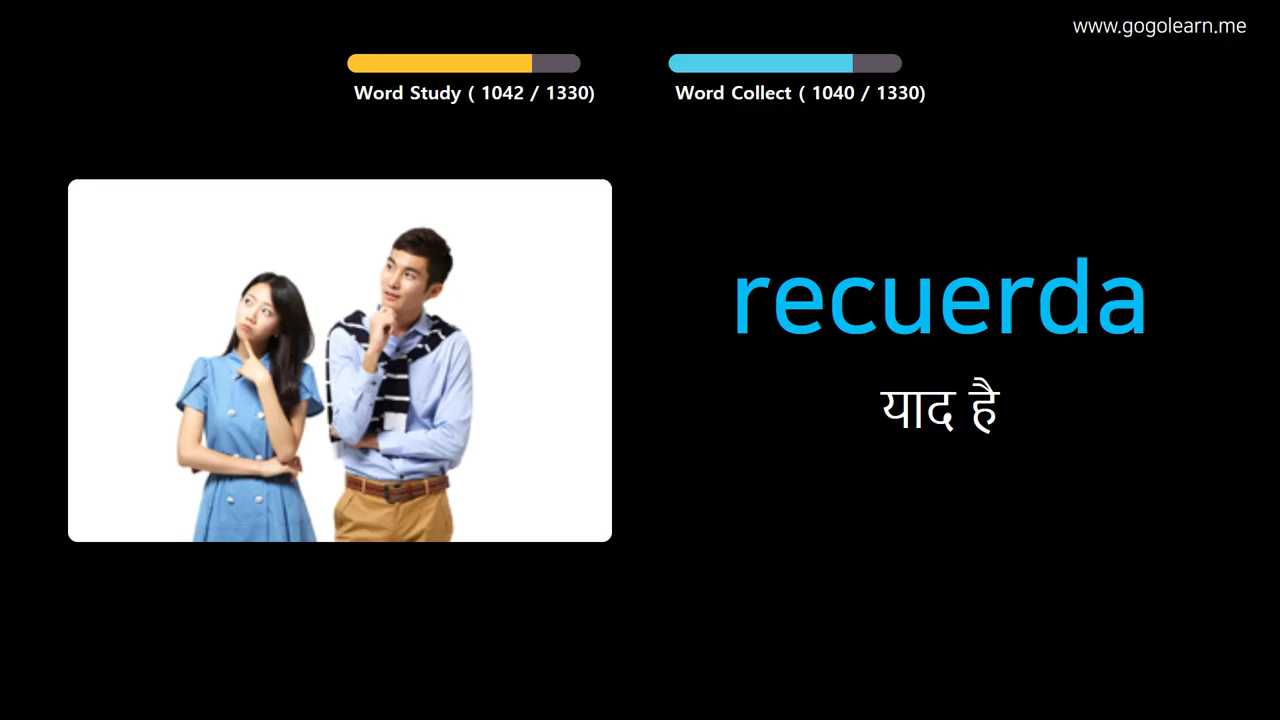 www.gogolearn.me
Word Study ( 1042 / 1330)
Word Collect ( 1040 / 1330)
recuerda
याद है